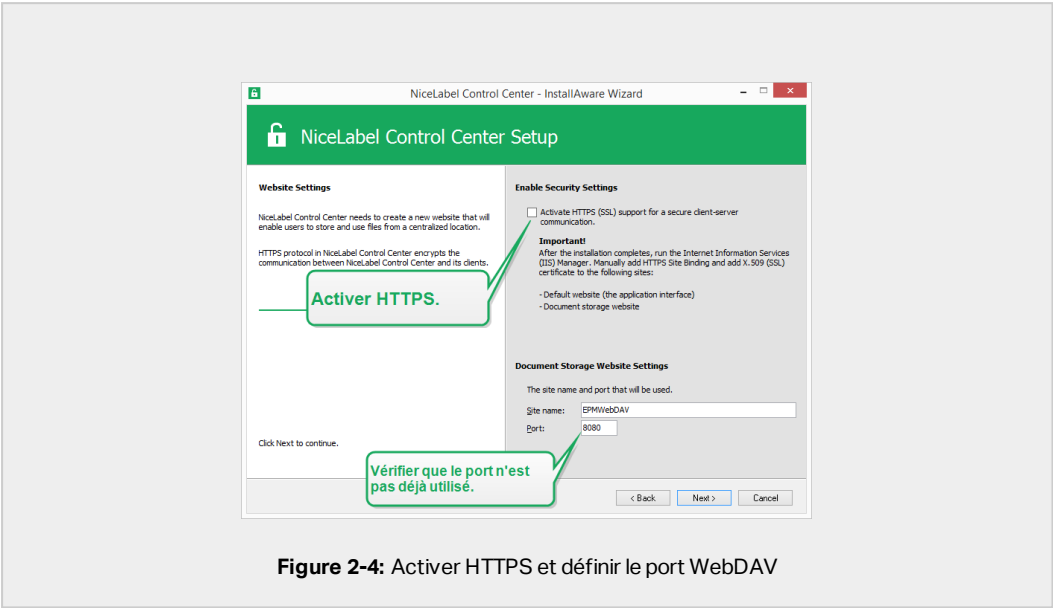 NiceLabel Control Center - InstallAware Wizard
NiceLabel Control Center Setup
Website Settings
NiceLabel Control Center needs to create a new website that will
enable users to store and use files from a centralized location.
HTTPS protocol in NiceLabel Control Center encrypts the
communication between NiceLabel Control Center and its clients.
Activer HTTPS.
Click Next to continue.
Enable Security Settings
Activate HTTPS (SSL) support for a secure client-server
communication.
Important!
After the installation completes, run the Internet Information Services
(IIS) Manager. Manually add HTTPS Site Binding and add X.509 (SSL)
certificate to the following sites:
- Default website (the application interface)
- Document storage website
Document Storage Website Settings
The site name and port that will be used.
Site name: EPMWebDAV
Port: 8080
Vérifier que le port n'est
pas déjà utilisé.
< Back Next > Cancel
Figure 2-4: Activer HTTPS et définir le port WebDAV